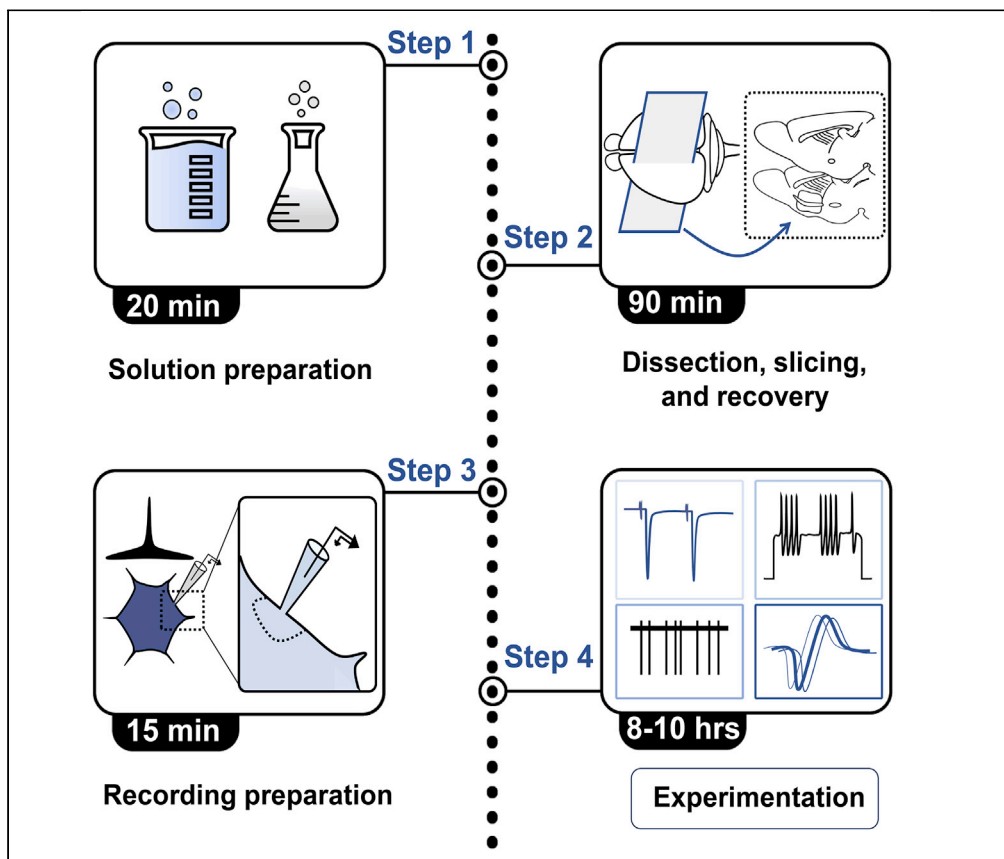 Step 1
20 min
Solution preparation
Step 2
90 min
Dissection, slicing,
and recovery
Step 3
15 min
Recording preparation
Step 4
8-10 hrs
Experimentation